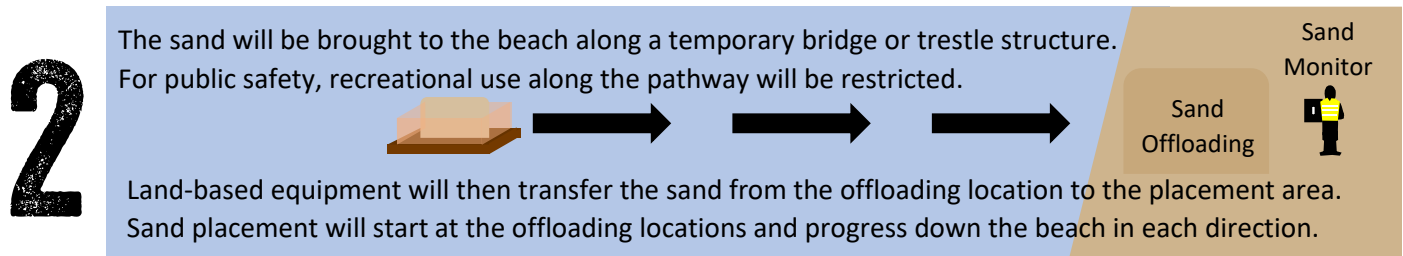 2
The sand will be brought to the beach along a temporary bridge or trestle structure.
For public safety, recreational use along the pathway will be restricted.
Sand
Monitor
Sand
Offloading
Land-based equipment will then transfer the sand from the offloading location to the placement area.
Sand placement will start at the offloading locations and progress down the beach in each direction.